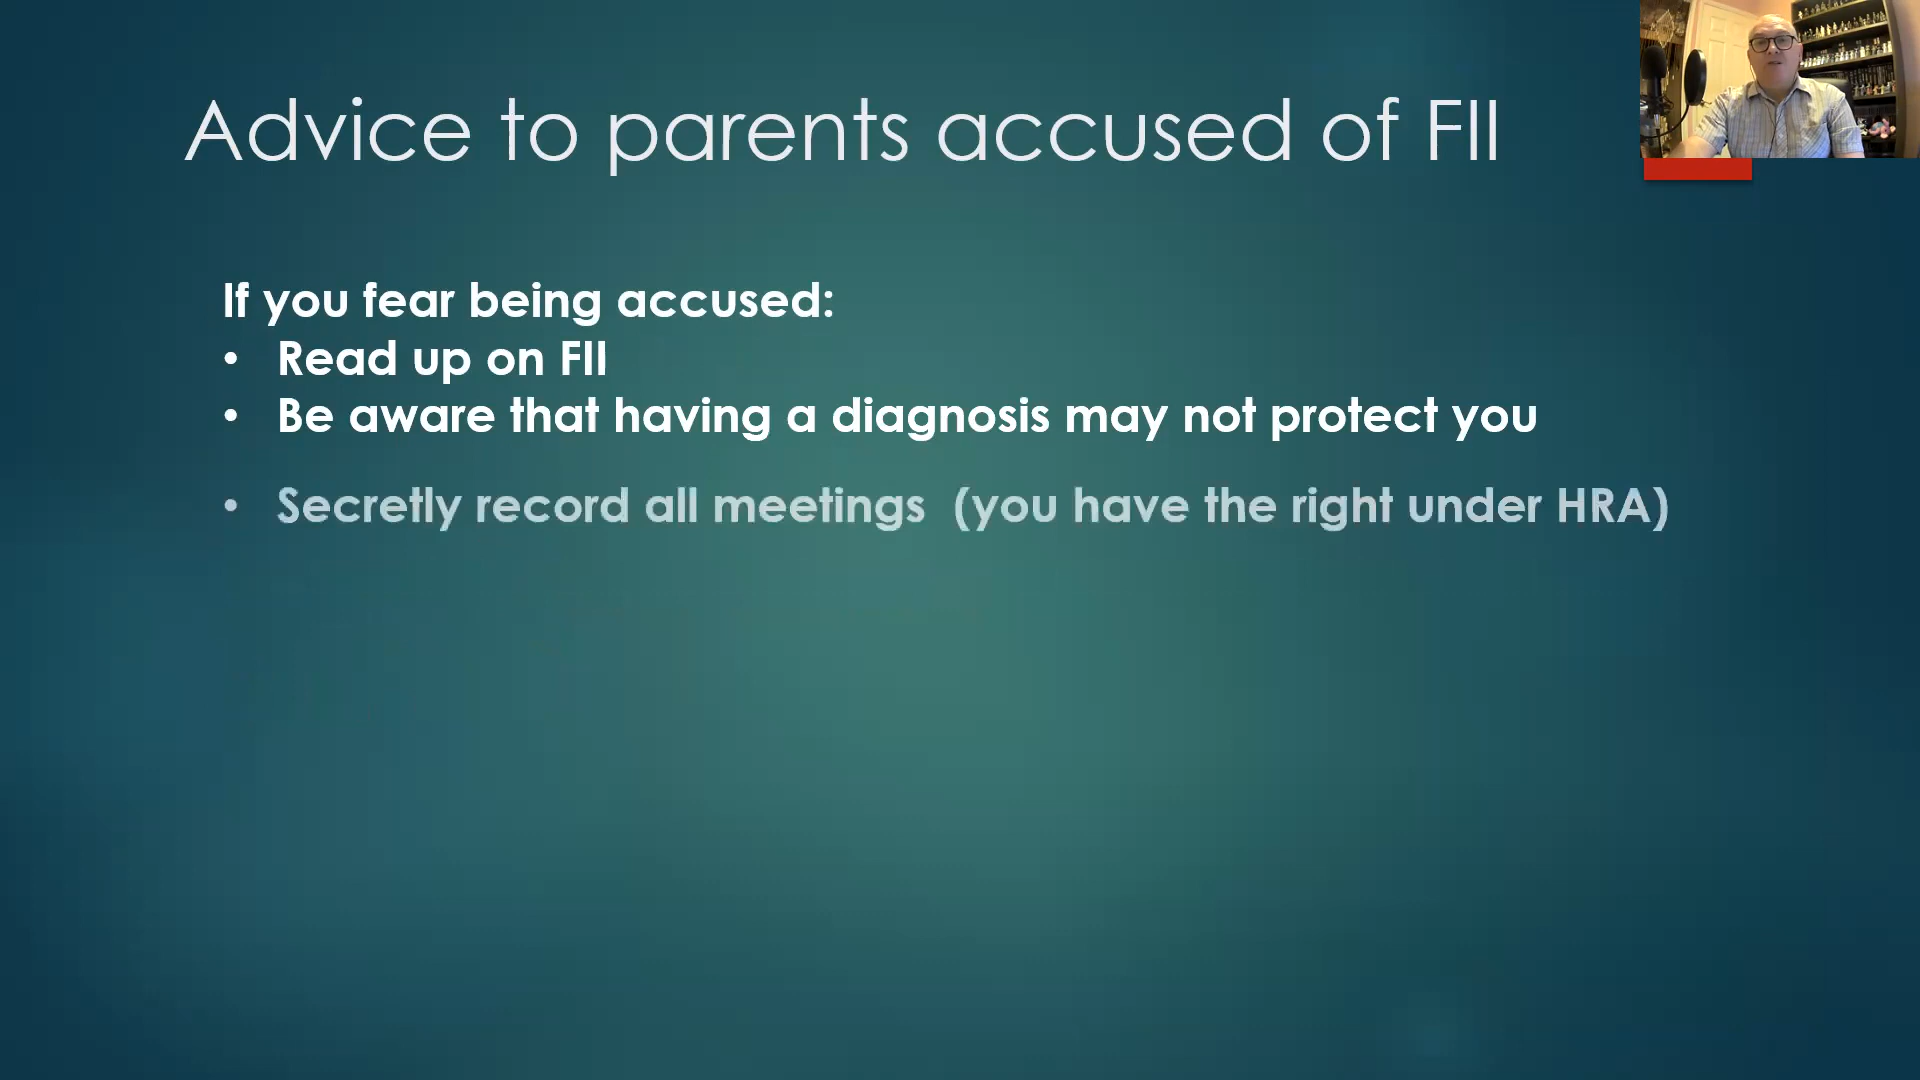 Advice to parents accused of FII
If you fear being accused:
• Read up on FII
• Be aware that having a diagnosis may not protect you
• Secretly record all meetings  (you have the right under HRA)